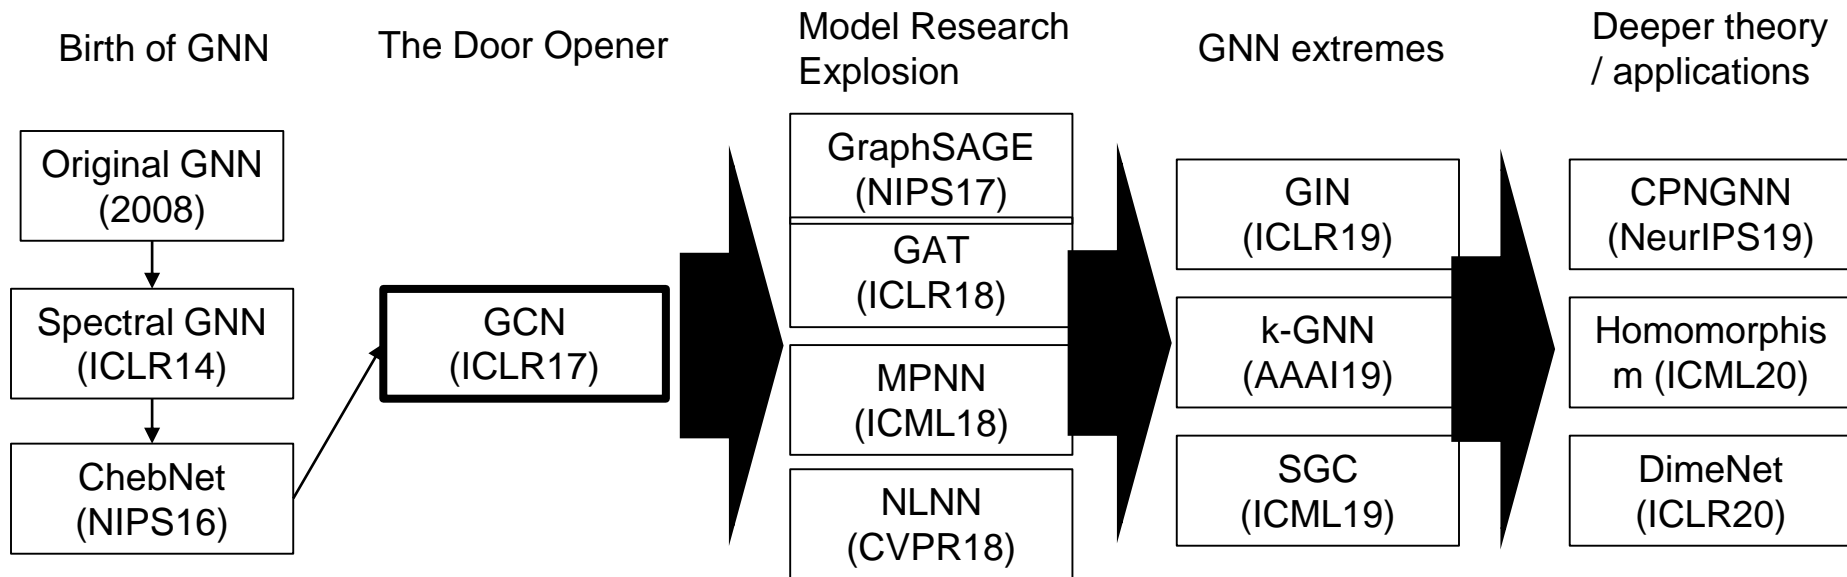 Birth of GNN
Original GNN
(2008)
Spectral GNN
(ICLR14)
ChebNet
(NIPS16)
The Door Opener
GCN
(ICLR17)
Model Research
Explosion
GraphSAGE
(NIPS17)
GAT
(ICLR18)
MPNN
(ICML18)
NLNN
(CVPR18)
GNN extremes
GIN
(ICLR19)
k-GNN
(AAAI19)
SGC
(ICML19)
Deeper theory
/ applications
CPNGNN
(NeurIPS19)
Homomorphis
m (ICML20)
DimeNet
(ICLR20)